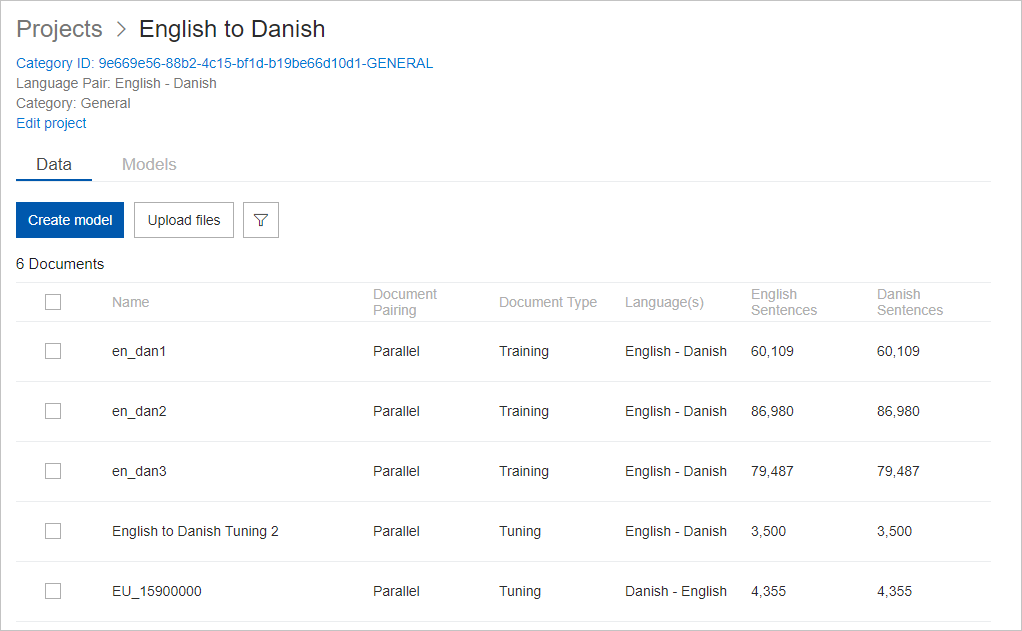 Projects > English to Danish
Category ID: 9e669e56-88b2-4c15-bf1d-b19be66d10d1-GENERAL
Language Pair: English - Danish
Category: General
Edit project
Data Models
Create model Upload files
6 Documents
Name Document Pairing Document Type Language(s) English Sentences Danish Sentences
en_dan1 Parallel Training English - Danish 60,109 60,109
en_dan2 Parallel Training English - Danish 86,980 86,980
en_dan3 Parallel Training English - Danish 79,487 79,487
English to Danish Tuning 2 Parallel Tuning English - Danish 3,500 3,500
EU_15900000 Parallel Tuning Danish - English 4,355 4,355